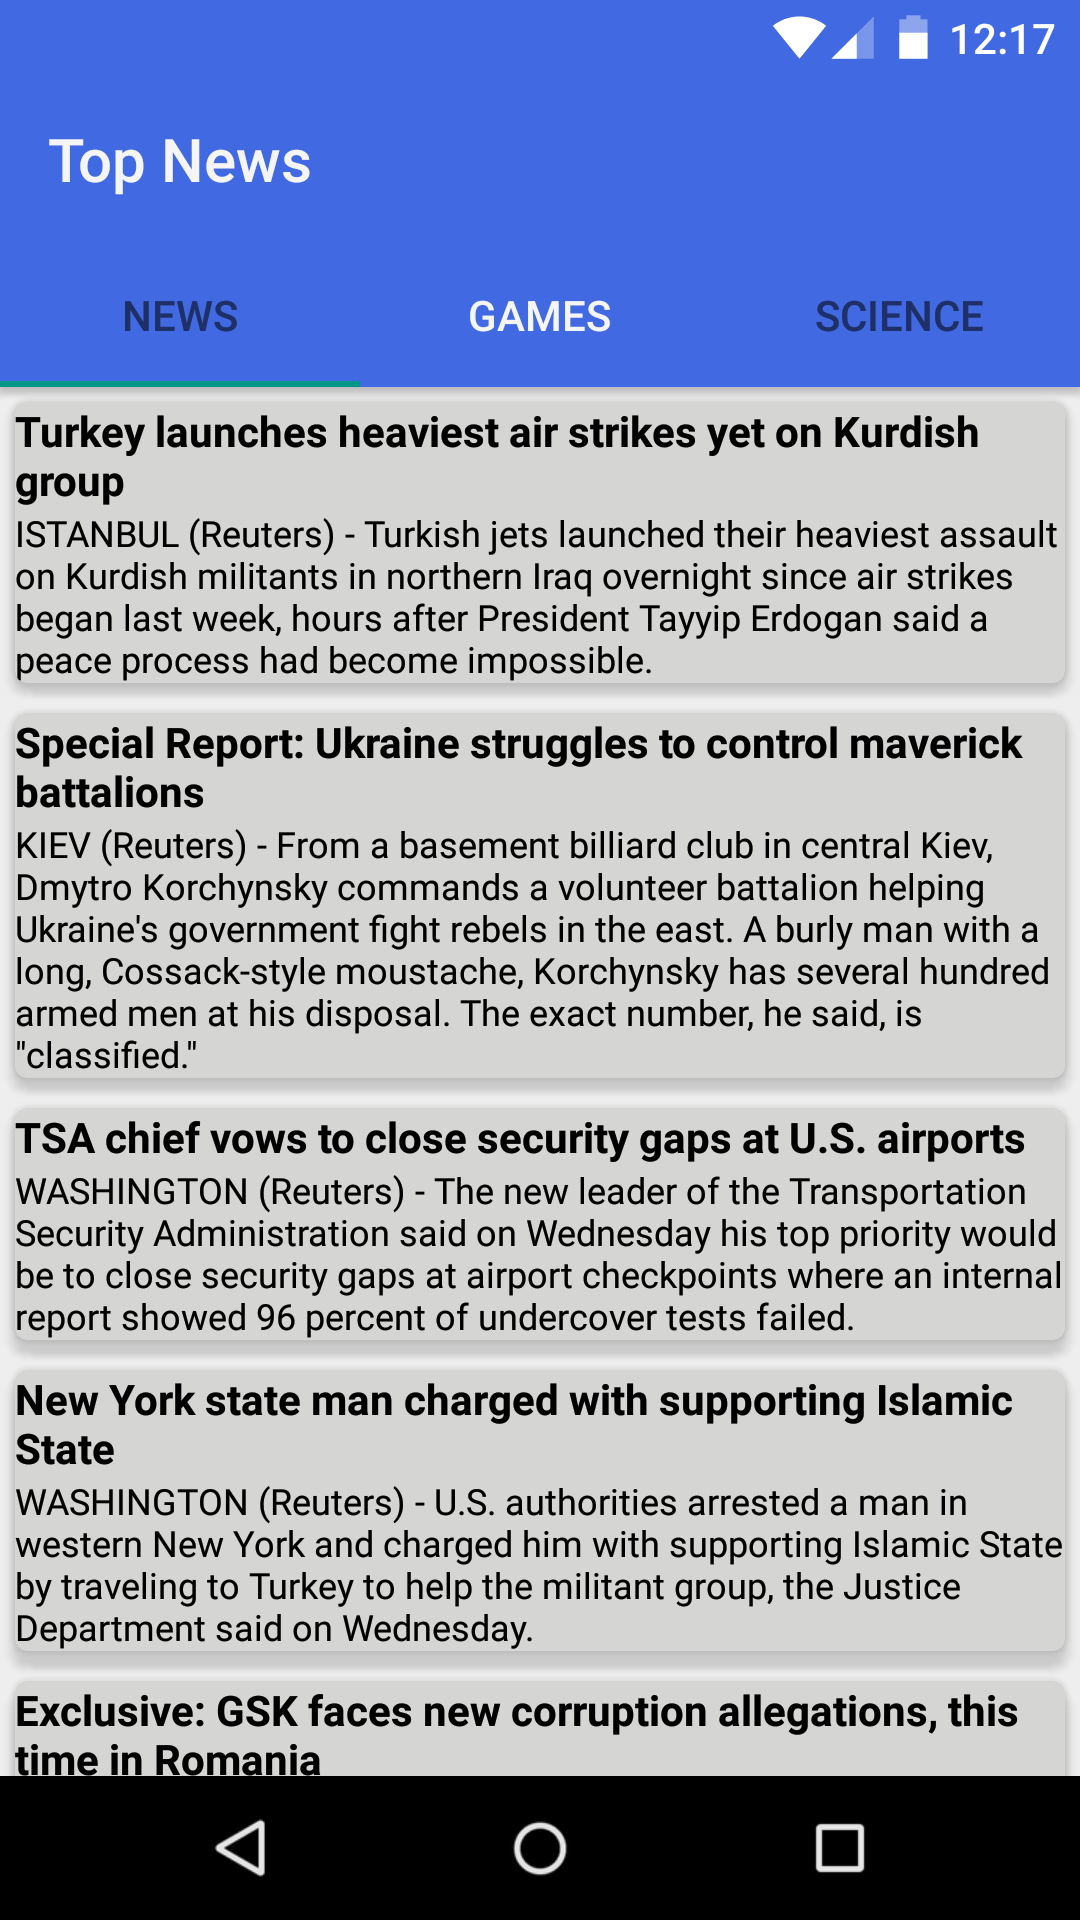 12:17
Top News
NEWS
GAMES
SCIENCE
Turkey launches heaviest air strikes yet on Kurdish
group
ISTANBUL (Reuters) - Turkish jets launched their heaviest assault
on Kurdish militants in northern Iraq overnight since air strikes
began last week, hours after President Tayyip Erdogan said a
peace process had become impossible.
Special Report: Ukraine struggles to control maverick
battalions
KIEV (Reuters) - From a basement billiard club in central Kiev,
Dmytro Korchynsky commands a volunteer battalion helping
Ukraine's government fight rebels in the east. A burly man with a
long, Cossack-style moustache, Korchynsky has several hundred
armed men at his disposal. The exact number, he said, is
"classified."
TSA chief vows to close security gaps at U.S. airports
WASHINGTON (Reuters) - The new leader of the Transportation
Security Administration said on Wednesday his top priority would
be to close security gaps at airport checkpoints where an internal
report showed 96 percent of undercover tests failed.
New York state man charged with supporting Islamic
State
WASHINGTON (Reuters) - U.S. authorities arrested a man in
western New York and charged him with supporting Islamic State
by traveling to Turkey to help the militant group, the Justice
Department said on Wednesday.
Exclusive: GSK faces new corruption allegations, this
time in Romania